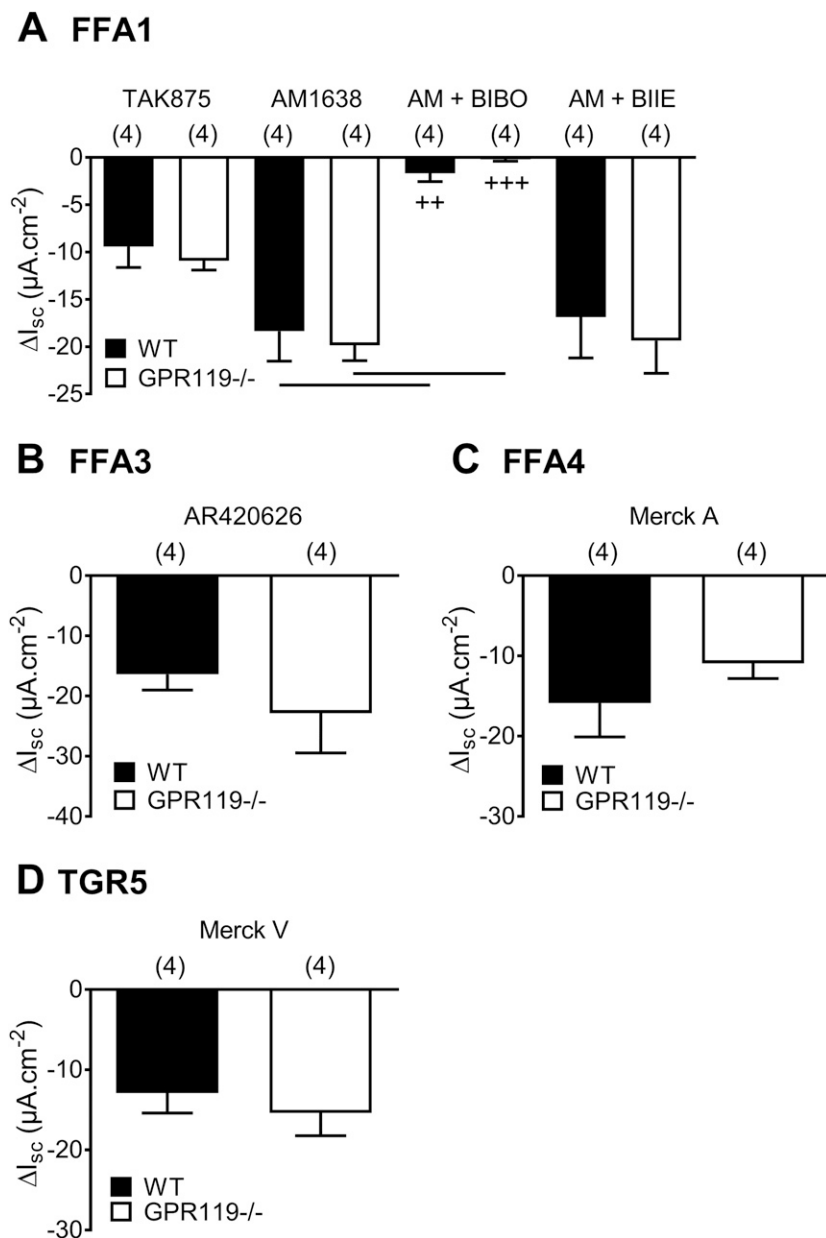 A FFA1
TAK875 AM1638 AM + BIBO AM + BIIE
(4) (4) (4) (4) (4) (4) (4) (4)
0
-5
-10
-15
-20
-25
ΔIsc (µA.cm-2)
++ +++
WT
GPR119-/-
B FFA3
AR420626
(4) (4)
0
-10
-20
-30
-40
ΔIsc (µA.cm-2)
WT
GPR119-/-
C FFA4
Merck A
(4) (4)
0
-10
-20
-30
ΔIsc (µA.cm-2)
WT
GPR119-/-
D TGR5
Merck V
(4) (4)
0
-10
-20
-30
ΔIsc (µA.cm-2)
WT
GPR119-/-